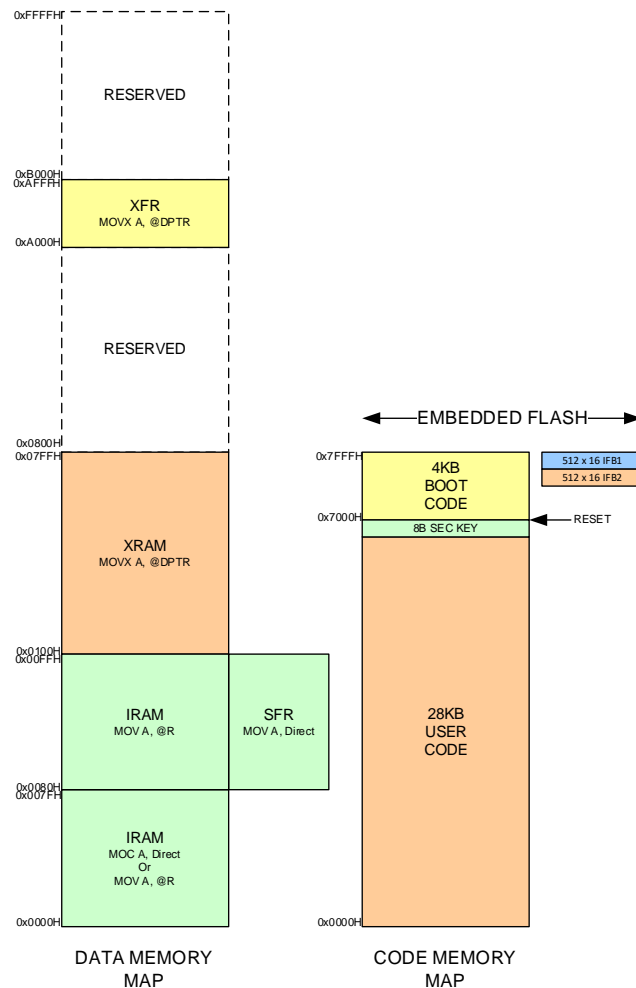 0xFFFFH
RESERVED
0xB000H
0xAFFFH
XFR
MOVX A, @DPTR
0xA000H
RESERVED
0x0800H
0x07FFH
XRAM
MOVX A, @DPTR
0x0100H
0x00FFH
IRAM
MOV A, @R
SFR
MOV A, Direct
0x0080H
0x007FH
IRAM
MOC A, Direct
Or
MOV A, @R
0x0000H
DATA MEMORY
MAP
EMBEDDED FLASH
0x7FFFH
4KB
BOOT
CODE
512 x 16 IFB1
512 x 16 IFB2
0x7000H
RESET
8B SEC KEY
28KB
USER
CODE
0x0000H
CODE MEMORY
MAP